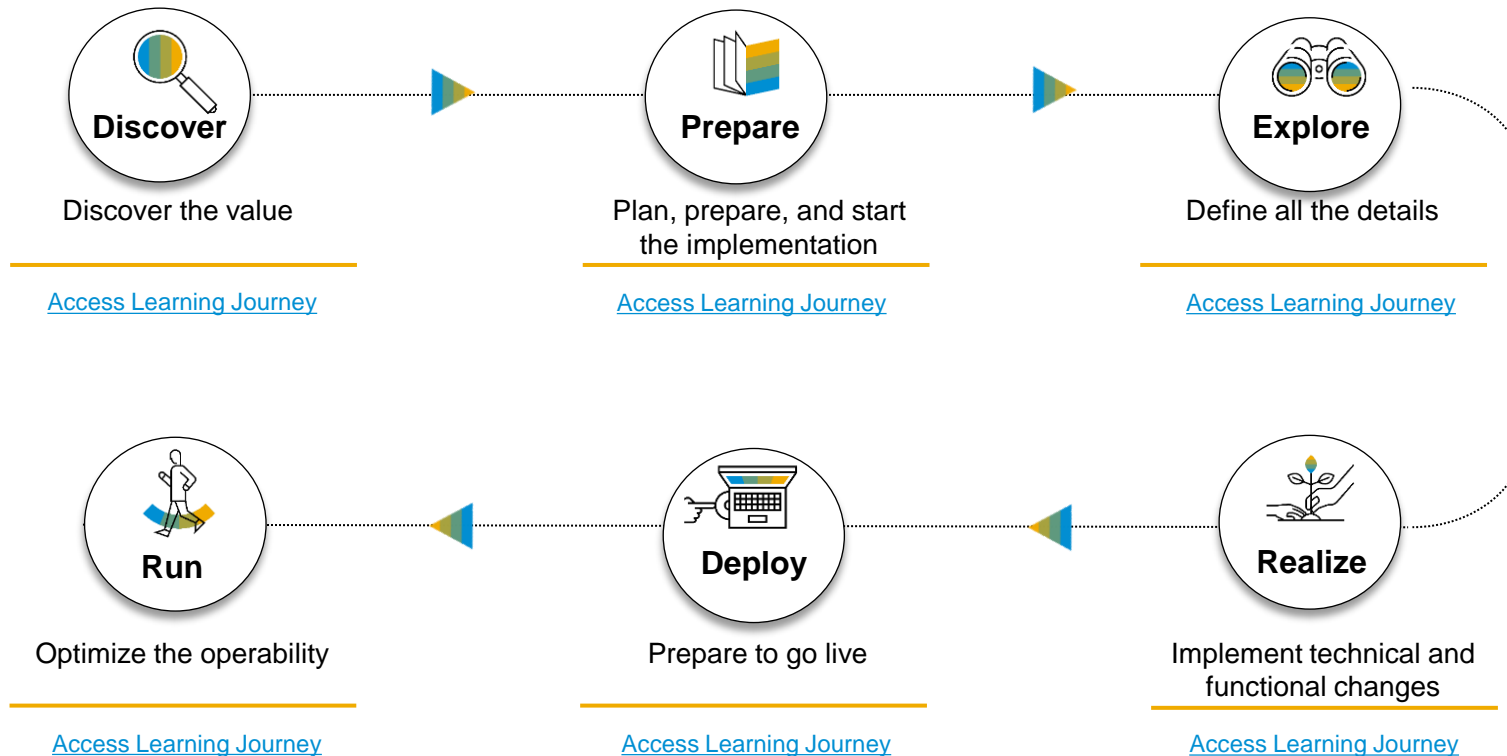 Discover
Discover the value
Access Learning Journey
Prepare
Plan, prepare, and start
the implementation
Access Learning Journey
Explore
Define all the details
Access Learning Journey
Realize
Implement technical and
functional changes
Access Learning Journey
Deploy
Prepare to go live
Access Learning Journey
Run
Optimize the operability
Access Learning Journey